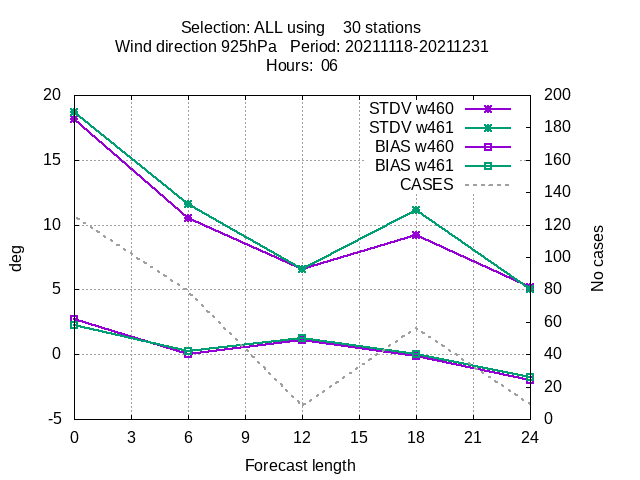 Selection: ALL using    30 stations
Wind direction 925hPa   Period: 20211118-20211231
Hours:  06
20
200
STDV w460
180
STDV w461
15
160
BIAS w460
BIAS w461
140
CASES
10
120
No cases
deg
100
5
80
60
0
40
20
-5
0
0 3 6 9 12 15 18 21 24
Forecast length